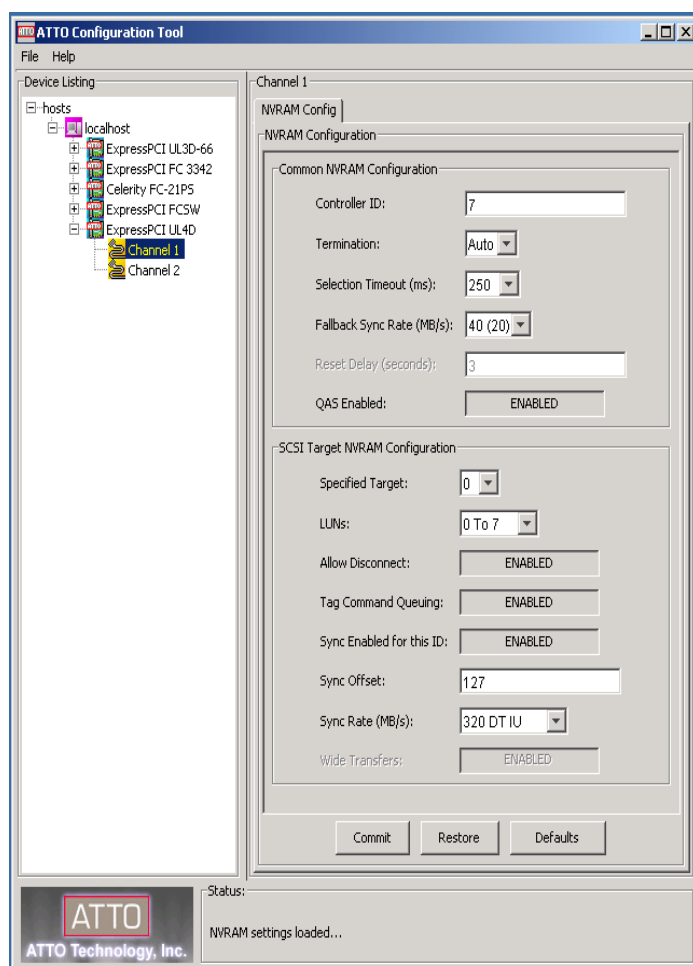 ATTO Configuration Tool
File Help
Device Listing
hosts
localhost
ExpressPCI UL3D-66
ExpressPCI FC 3342
Celerity FC-21PS
ExpressPCI FCSW
ExpressPCI UL4D
Channel 1
Channel 2
Channel 1
NVRAM Config
NVRAM Configuration
Common NVRAM Configuration
Controller ID: 7
Termination: Auto
Selection Timeout (ms): 250
Fallback Sync Rate (MB/s): 40 (20)
Reset Delay (seconds): 3
QAS Enabled: ENABLED
SCSI Target NVRAM Configuration
Specified Target: 0
LUNs: 0 To 7
Allow Disconnect: ENABLED
Tag Command Queuing: ENABLED
Sync Enabled for this ID: ENABLED
Sync Offset: 127
Sync Rate (MB/s): 320 DT IU
Wide Transfers: ENABLED
Commit Restore Defaults
ATTO
ATTO Technology, Inc.
Status:
NVRAM settings loaded...